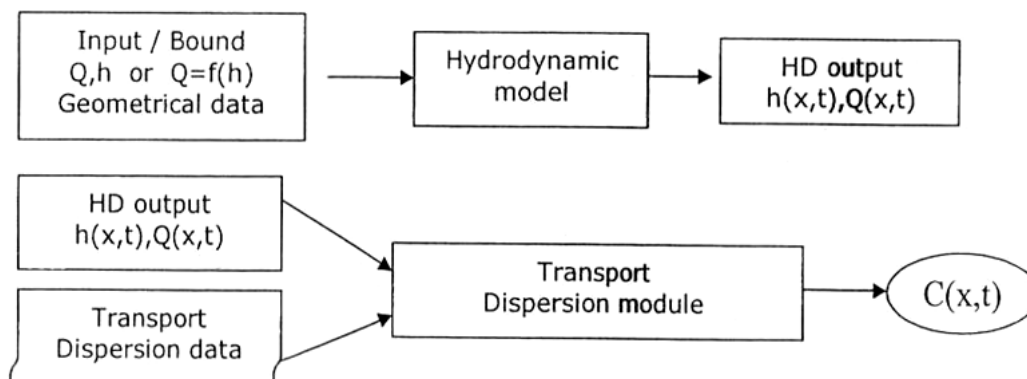 Input / Bound
Q,h or Q=f(h)
Geometrical data
Hydrodynamic
model
HD output
h(x,t),Q(x,t)
HD output
h(x,t),Q(x,t)
Transport
Dispersion data
Transport
Dispersion module
C(x,t)